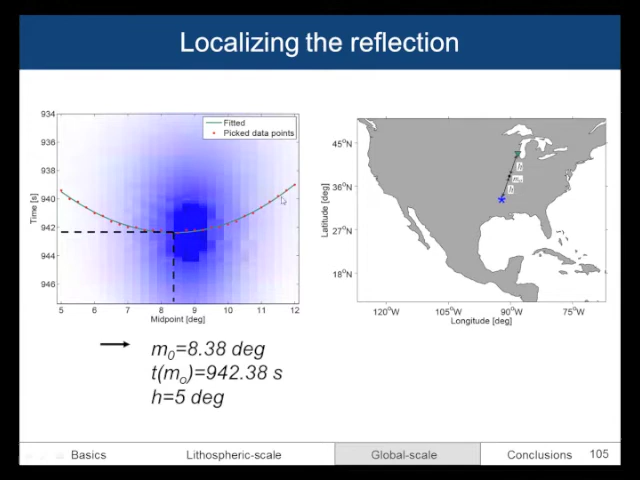 Localizing the reflection
934
936
938
940
942
944
946
Time [s]
5
6
7
8
9
10
11
12
Midpoint [deg]
Fitted
Picked data points
45°N
36°N
27°N
18°N
Latitude [deg]
120°W
105°W
90°W
75°W
Longitude [deg]
h
m₀
h
m₀=8.38 deg
t(mₒ)=942.38 s
h=5 deg
Basics
Lithospheric-scale
Global-scale
Conclusions
105